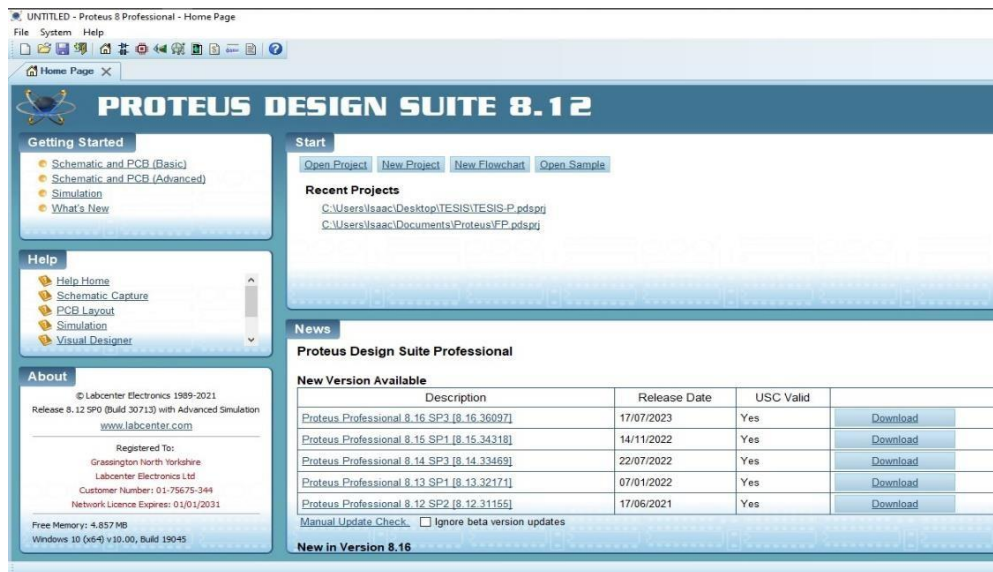 UNTITLED - Proteus 8 Professional - Home Page
File System Help
Home Page
PROTEUS DESIGN SUITE 8.12
Getting Started
Schematic and PCB (Basic)
Schematic and PCB (Advanced)
Simulation
What's New
Help
Help Home
Schematic Capture
PCB Layout
Simulation
Visual Designer
About
© Labcenter Electronics 1989-2021
Release 8.12 SP0 (Build 30713) with Advanced Simulation
www.labcenter.com
Registered To:
Grassington North Yorkshire
Labcenter Electronics Ltd
Customer Number: 01-75675-344
Network Licence Expires: 01/01/2031
Free Memory: 4.857 MB
Windows 10 (x64) v10.00, Build 19045
Start
Open Project New Project New Flowchart Open Sample
Recent Projects
C:\Users\Isaac\Desktop\TESIS\TESIS-P.pdsprj
C:\Users\Isaac\Documents\Proteus\FP.pdsprj
News
Proteus Design Suite Professional
New Version Available
Description Release Date USC Valid
Proteus Professional 8.16 SP3 [8.16.36097] 17/07/2023 Yes Download
Proteus Professional 8.15 SP1 [8.15.34318] 14/11/2022 Yes Download
Proteus Professional 8.14 SP3 [8.14.33469] 22/07/2022 Yes Download
Proteus Professional 8.13 SP1 [8.13.32171] 07/01/2022 Yes Download
Proteus Professional 8.12 SP2 [8.12.31155] 17/06/2021 Yes Download
Manual Update Check. Ignore beta version updates
New in Version 8.16